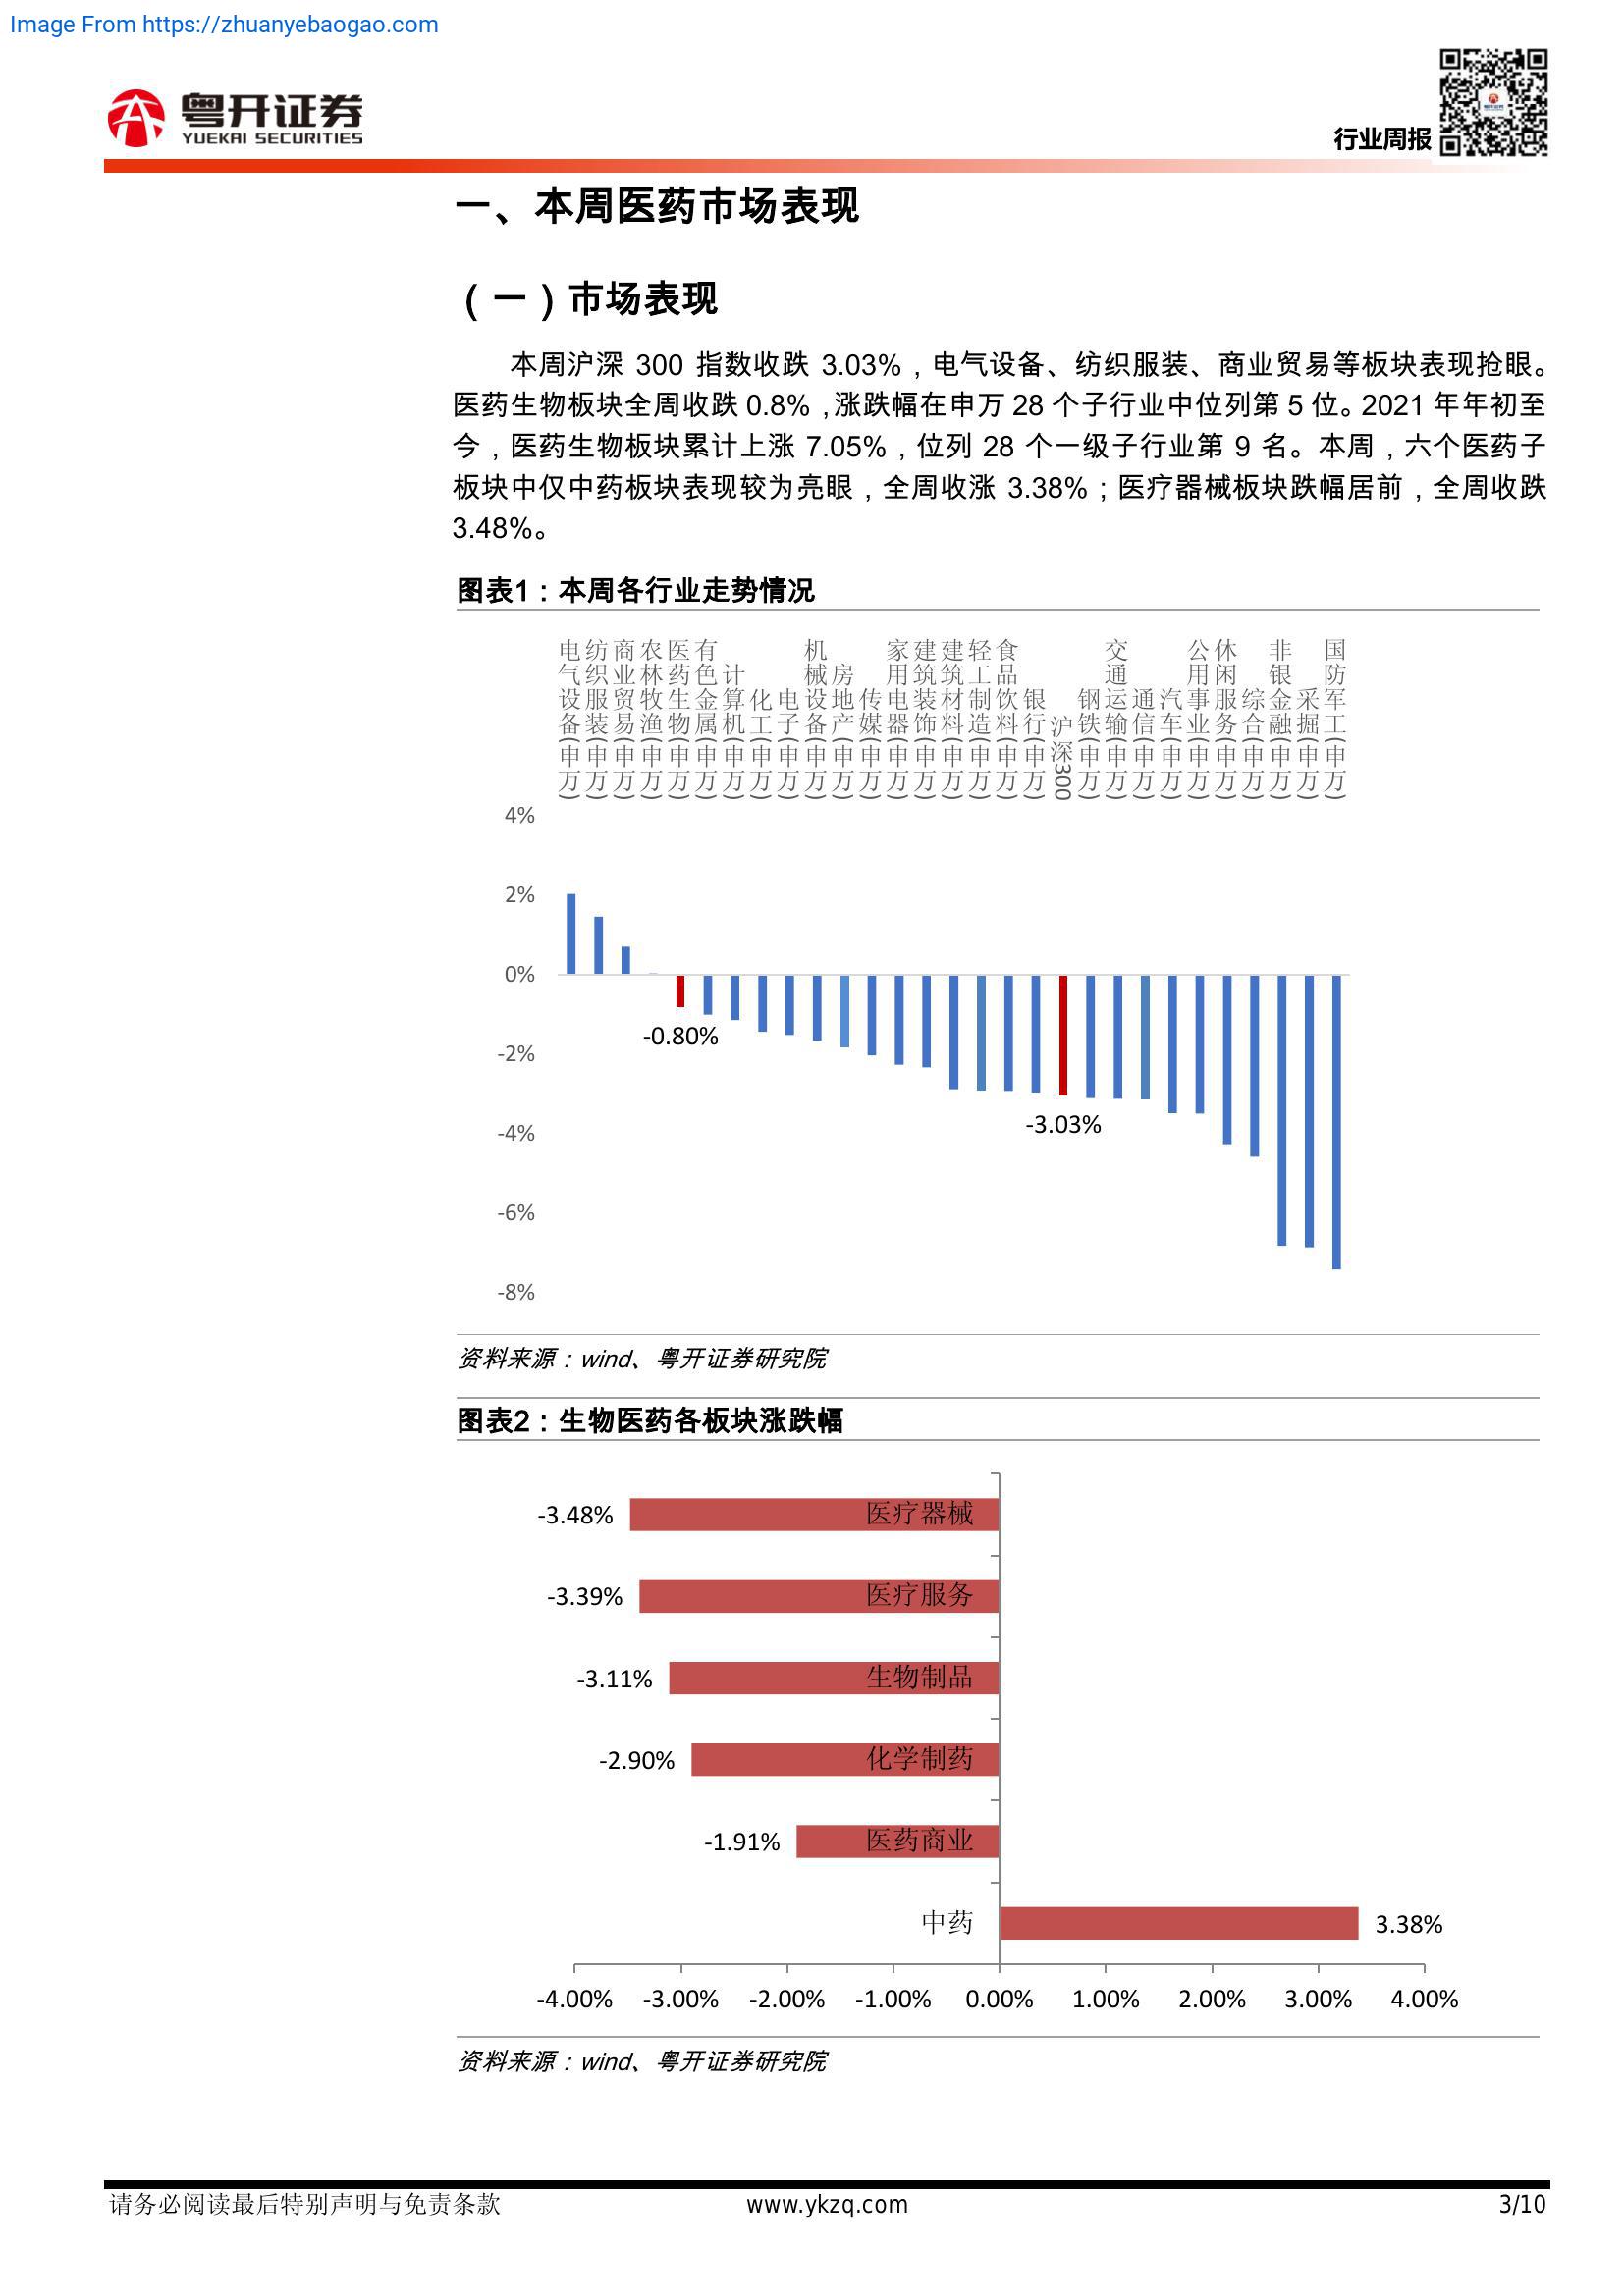 Image From https://zhuanyebaogao.com
粤开证券
YUEKAI SECURITIES
行业周报
一、本周医药市场表现
（一）市场表现
本周沪深 300 指数收跌 3.03%，电气设备、纺织服装、商业贸易等板块表现抢眼。
医药生物板块全周收跌 0.8%，涨跌幅在申万 28 个子行业中位列第 5 位。2021 年年初至
今，医药生物板块累计上涨 7.05%，位列 28 个一级子行业第 9 名。本周，六个医药子
板块中仅中药板块表现较为亮眼，全周收涨 3.38%；医疗器械板块跌幅居前，全周收跌
3.48%。
图表1：本周各行业走势情况
电气设备(申万)
纺织服装(申万)
商业贸易(申万)
农林牧渔(申万)
医药生物(申万)
有色金属(申万)
计算机(申万)
化工(申万)
电子(申万)
机械设备(申万)
房地产(申万)
传媒(申万)
家用电器(申万)
建筑装饰(申万)
建筑材料(申万)
轻工制造(申万)
食品饮料(申万)
银行(申万)
沪深300
钢铁(申万)
交通运输(申万)
通信(申万)
汽车(申万)
公用事业(申万)
休闲服务(申万)
综合(申万)
非银金融(申万)
采掘(申万)
国防军工(申万)
4%
2%
0%
-2%
-4%
-6%
-8%
-0.80%
-3.03%
资料来源：wind、粤开证券研究院
图表2：生物医药各板块涨跌幅
-3.48% 医疗器械
-3.39% 医疗服务
-3.11% 生物制品
-2.90% 化学制药
-1.91% 医药商业
中药 3.38%
-4.00% -3.00% -2.00% -1.00% 0.00% 1.00% 2.00% 3.00% 4.00%
资料来源：wind、粤开证券研究院
请务必阅读最后特别声明与免责条款 www.ykzq.com 3/10